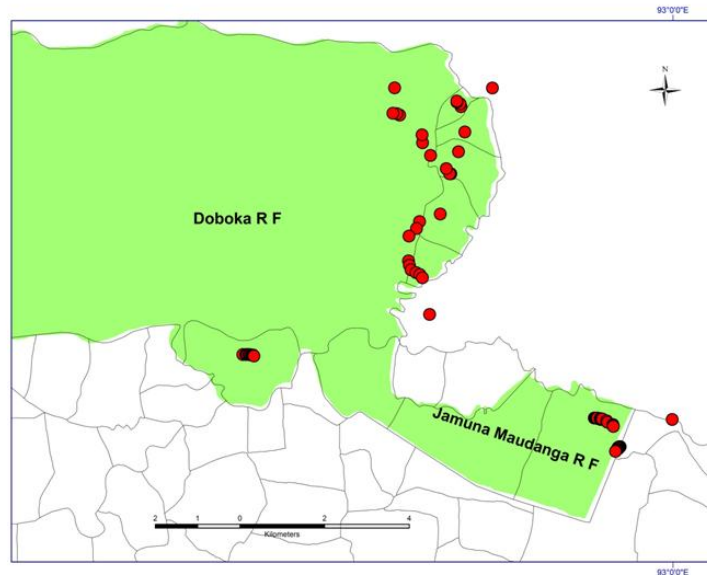 93°0'0"E
N
Doboka R F
Jamuna Maudanga R F
2 1 0 2 4
Kilometers
93°0'0"E